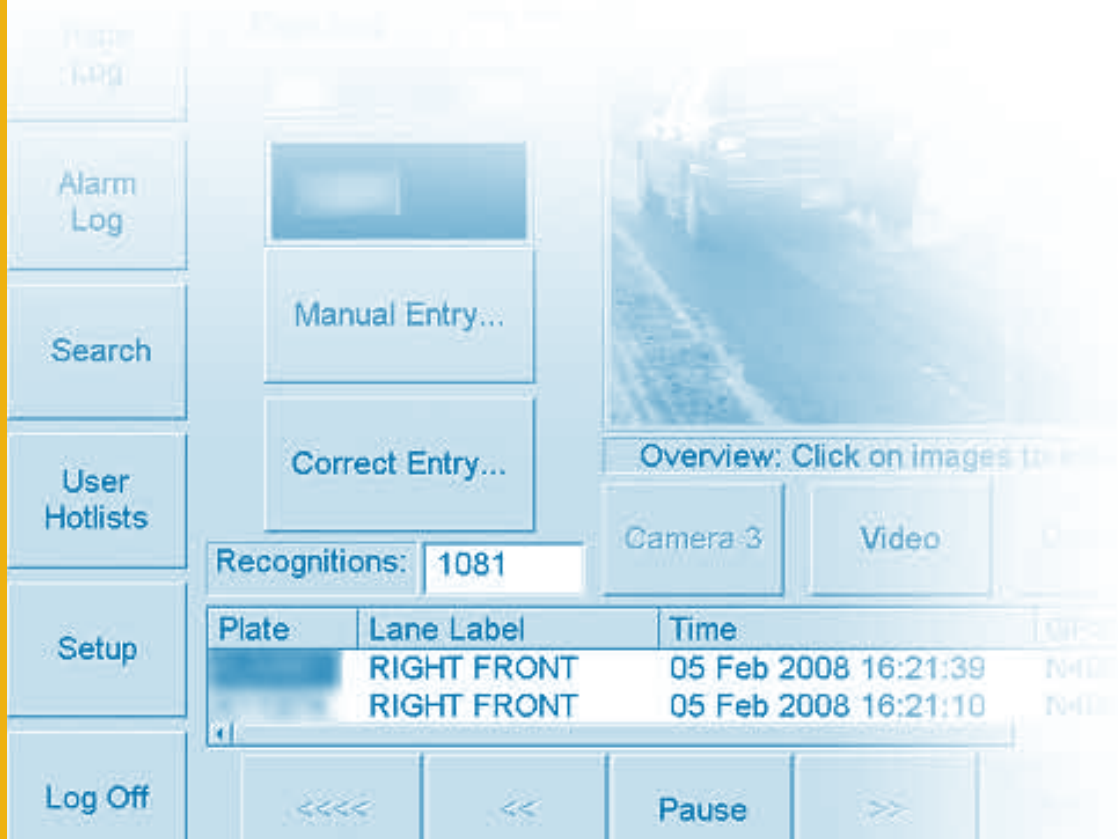 Log
Alarm
Log
Search
User
Hotlists
Setup
Log Off
Manual Entry...
Correct Entry...
Recognitions: 1081
Overview: Click on images to
Camera 3 Video
Plate Lane Label Time
RIGHT FRONT 05 Feb 2008 16:21:39
RIGHT FRONT 05 Feb 2008 16:21:10
<<<< << Pause >>